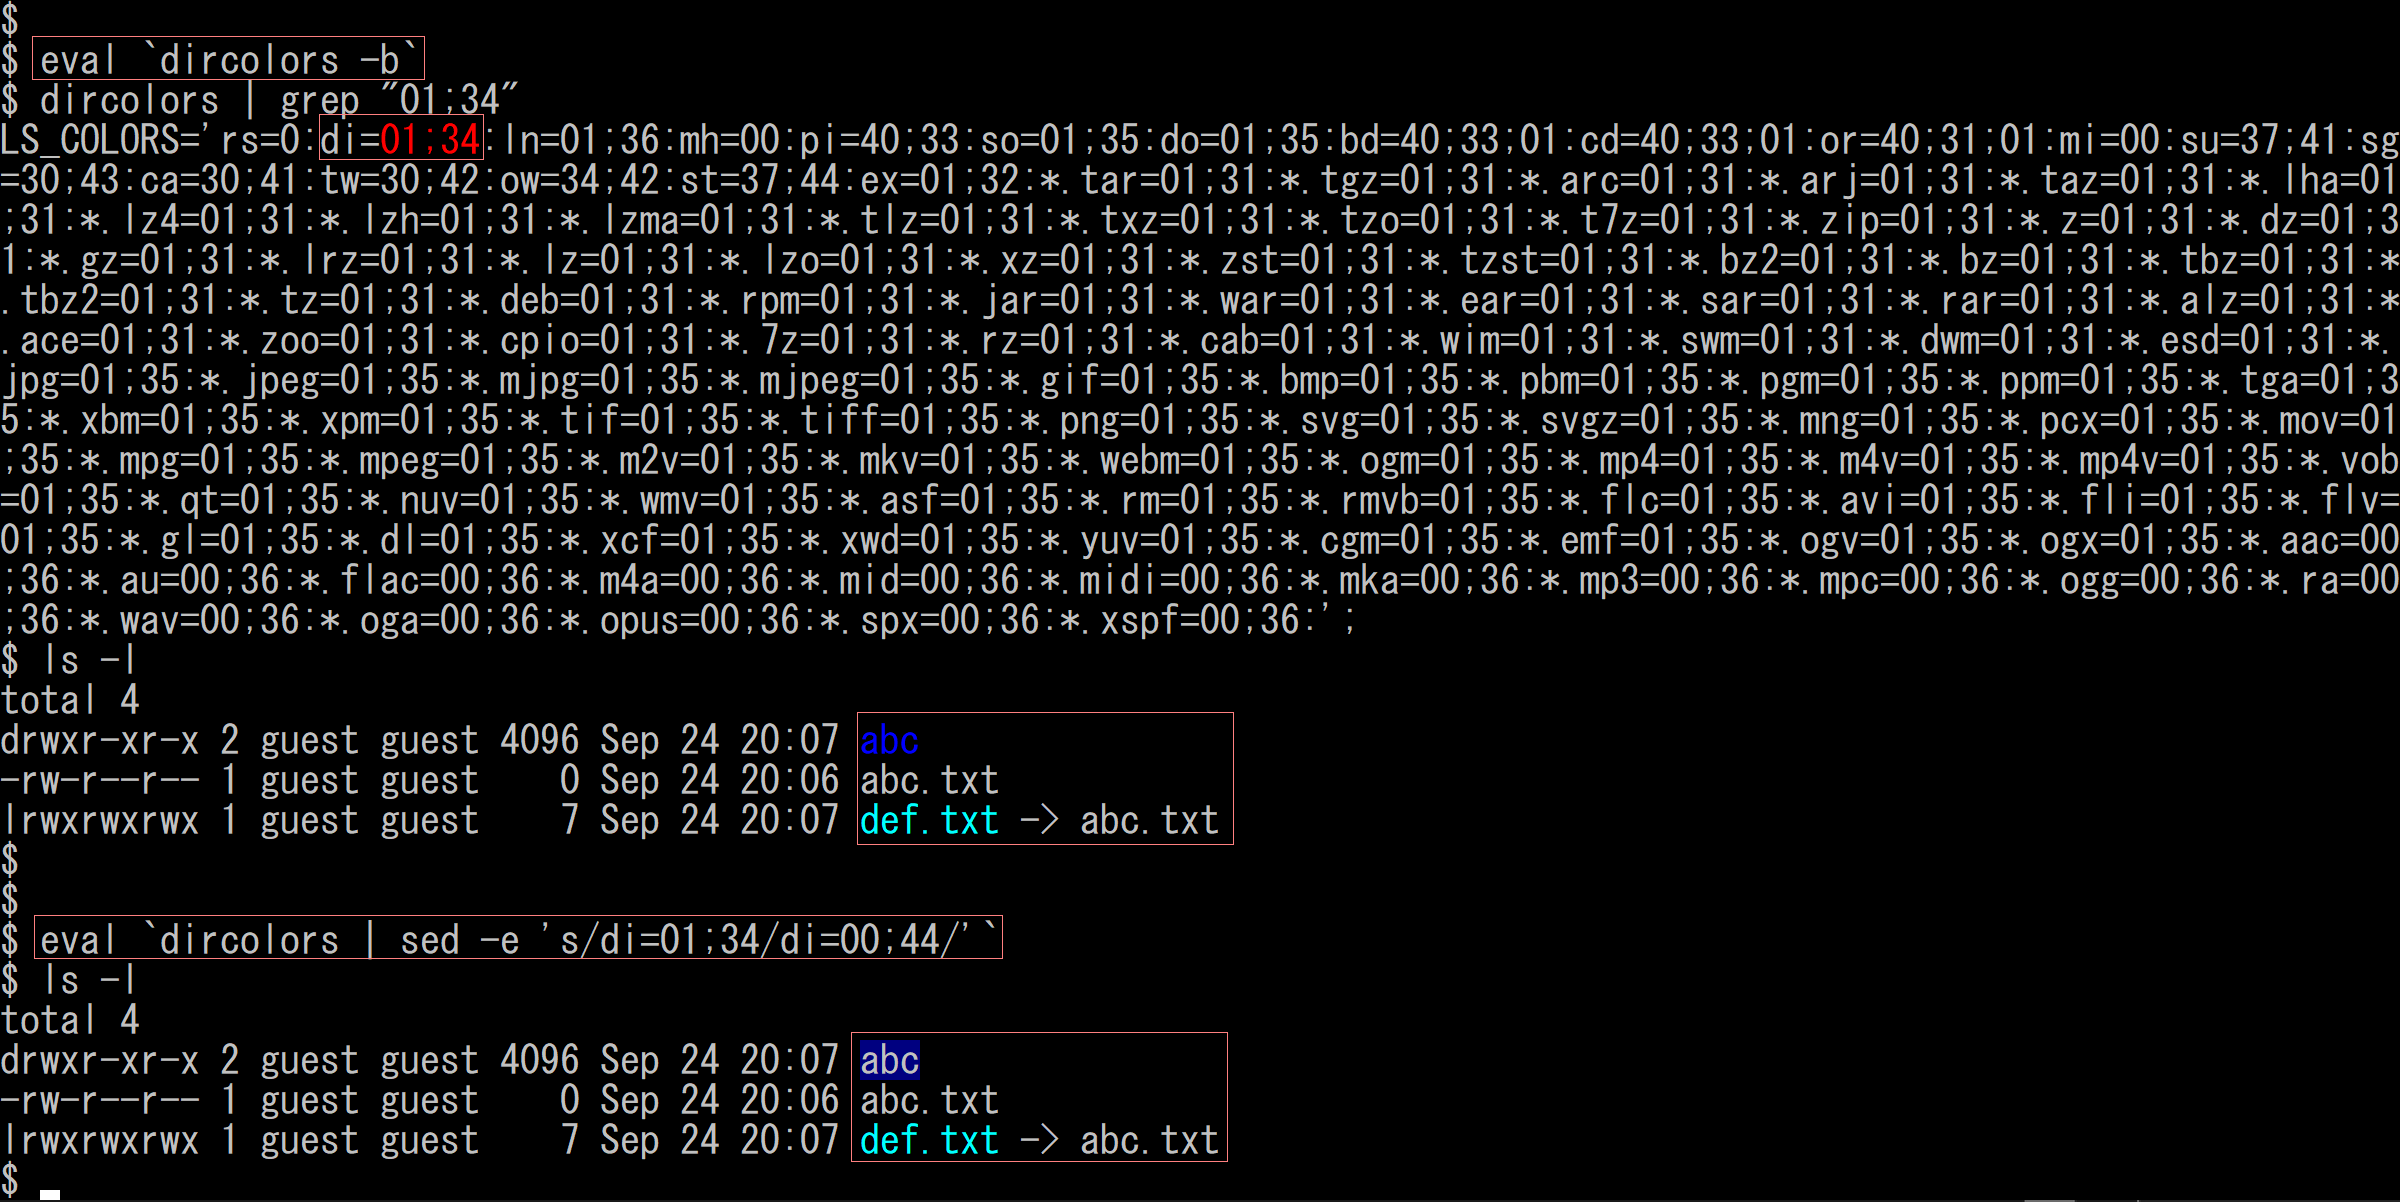 $
$ eval `dircolors -b`
$ dircolors | grep "01;34"
LS_COLORS='rs=0:di=01;34:ln=01;36:mh=00:pi=40;33:so=01;35:do=01;35:bd=40;33;01:cd=40;33;01:or=40;31;01:mi=00:su=37;41:sg
=30;43:ca=30;41:tw=30;42:ow=34;42:st=37;44:ex=01;32:*.tar=01;31:*.tgz=01;31:*.arc=01;31:*.arj=01;31:*.taz=01;31:*.lha=01
;31:*.lz4=01;31:*.lzh=01;31:*.lzma=01;31:*.tlz=01;31:*.txz=01;31:*.tzo=01;31:*.t7z=01;31:*.zip=01;31:*.z=01;31:*.dz=01;3
1:*.gz=01;31:*.lrz=01;31:*.lz=01;31:*.lzo=01;31:*.xz=01;31:*.zst=01;31:*.tzst=01;31:*.bz2=01;31:*.bz=01;31:*.tbz=01;31:*
.tbz2=01;31:*.tz=01;31:*.deb=01;31:*.rpm=01;31:*.jar=01;31:*.war=01;31:*.ear=01;31:*.sar=01;31:*.rar=01;31:*.alz=01;31:*
.ace=01;31:*.zoo=01;31:*.cpio=01;31:*.7z=01;31:*.rz=01;31:*.cab=01;31:*.wim=01;31:*.swm=01;31:*.dwm=01;31:*.esd=01;31:*.
jpg=01;35:*.jpeg=01;35:*.mjpg=01;35:*.mjpeg=01;35:*.gif=01;35:*.bmp=01;35:*.pbm=01;35:*.pgm=01;35:*.ppm=01;35:*.tga=01;3
5:*.xbm=01;35:*.xpm=01;35:*.tif=01;35:*.tiff=01;35:*.png=01;35:*.svg=01;35:*.svgz=01;35:*.mng=01;35:*.pcx=01;35:*.mov=01
;35:*.mpg=01;35:*.mpeg=01;35:*.m2v=01;35:*.mkv=01;35:*.webm=01;35:*.ogm=01;35:*.mp4=01;35:*.m4v=01;35:*.mp4v=01;35:*.vob
=01;35:*.qt=01;35:*.nuv=01;35:*.wmv=01;35:*.asf=01;35:*.rm=01;35:*.rmvb=01;35:*.flc=01;35:*.avi=01;35:*.fli=01;35:*.flv=
01;35:*.gl=01;35:*.dl=01;35:*.xcf=01;35:*.xwd=01;35:*.yuv=01;35:*.cgm=01;35:*.emf=01;35:*.ogv=01;35:*.ogx=01;35:*.aac=00
;36:*.au=00;36:*.flac=00;36:*.m4a=00;36:*.mid=00;36:*.midi=00;36:*.mka=00;36:*.mp3=00;36:*.mpc=00;36:*.ogg=00;36:*.ra=00
;36:*.wav=00;36:*.oga=00;36:*.opus=00;36:*.spx=00;36:*.xspf=00;36:';
$ ls -l
total 4
drwxr-xr-x 2 guest guest 4096 Sep 24 20:07 abc
-rw-r--r-- 1 guest guest    0 Sep 24 20:06 abc.txt
lrwxrwxrwx 1 guest guest    7 Sep 24 20:07 def.txt -> abc.txt
$
$
$ eval `dircolors | sed -e 's/di=01;34/di=00;44/'`
$ ls -l
total 4
drwxr-xr-x 2 guest guest 4096 Sep 24 20:07 abc
-rw-r--r-- 1 guest guest    0 Sep 24 20:06 abc.txt
lrwxrwxrwx 1 guest guest    7 Sep 24 20:07 def.txt -> abc.txt
$